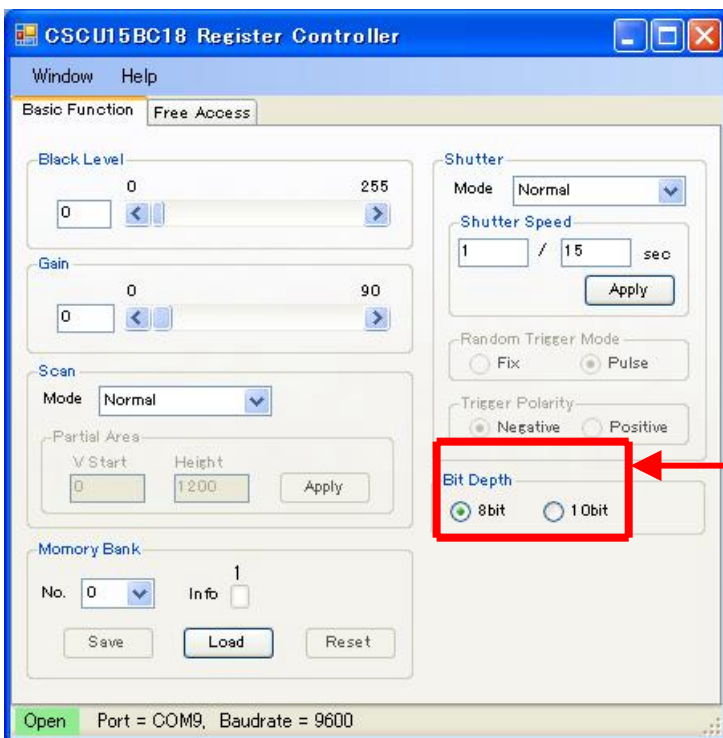 CSCU15BC18 Register Controller
Window Help
Basic Function Free Access
Black Level
0 255
0
Gain
0 90
0
Scan
Mode Normal
Partial Area
V Start Height
0 1200 Apply
Momory Bank
1
No. 0 Info
Save Load Reset
Shutter
Mode Normal
Shutter Speed
1 / 15 sec
Apply
Random Trigger Mode
Fix Pulse
Trigger Polarity
Negative Positive
Bit Depth
8bit 10bit
Open Port = COM9, Baudrate = 9600